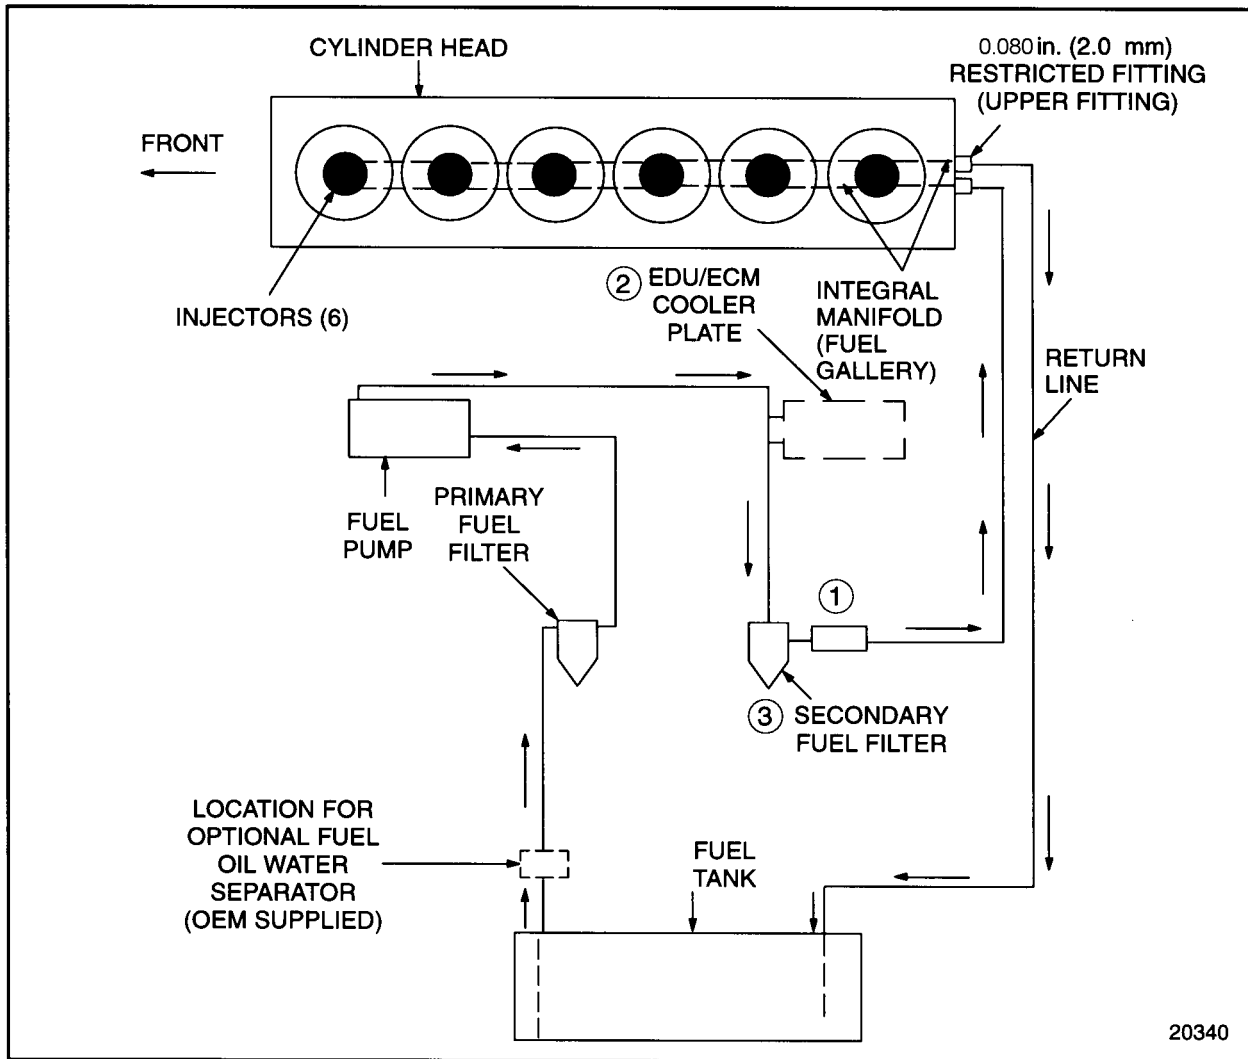 CYLINDER HEAD
0.080 in. (2.0 mm)
RESTRICTED FITTING
(UPPER FITTING)
FRONT
INJECTORS (6)
2 EDU/ECM
COOLER
PLATE
INTEGRAL
MANIFOLD
(FUEL
GALLERY)
RETURN
LINE
FUEL
PUMP
PRIMARY
FUEL
FILTER
1
3 SECONDARY
FUEL FILTER
LOCATION FOR
OPTIONAL FUEL
OIL WATER
SEPARATOR
(OEM SUPPLIED)
FUEL
TANK
20340